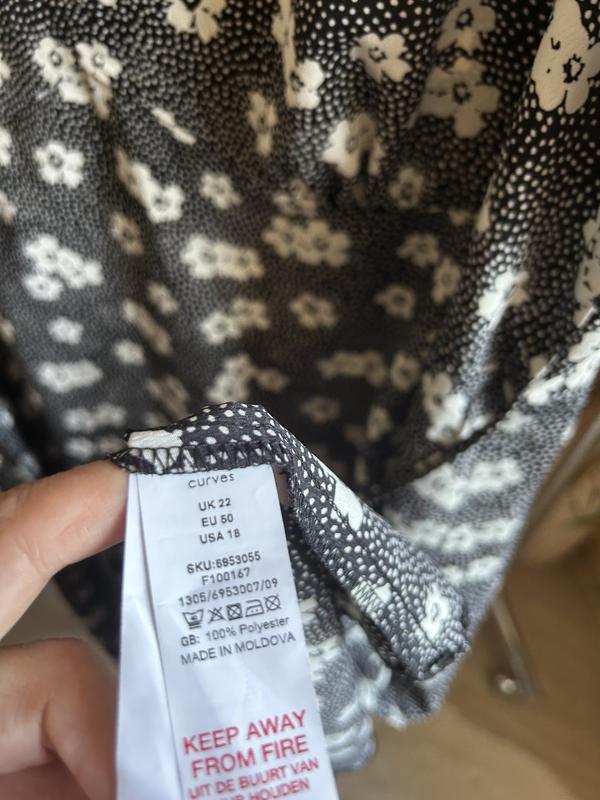 curves
UK 22
EU 50
USA 18
SKU:6953055
F100167
1305/6953007/09
GB: 100% Polyester
MADE IN MOLDOVA
KEEP AWAY
FROM FIRE
UIT DE BUURT VAN
HOUDEN